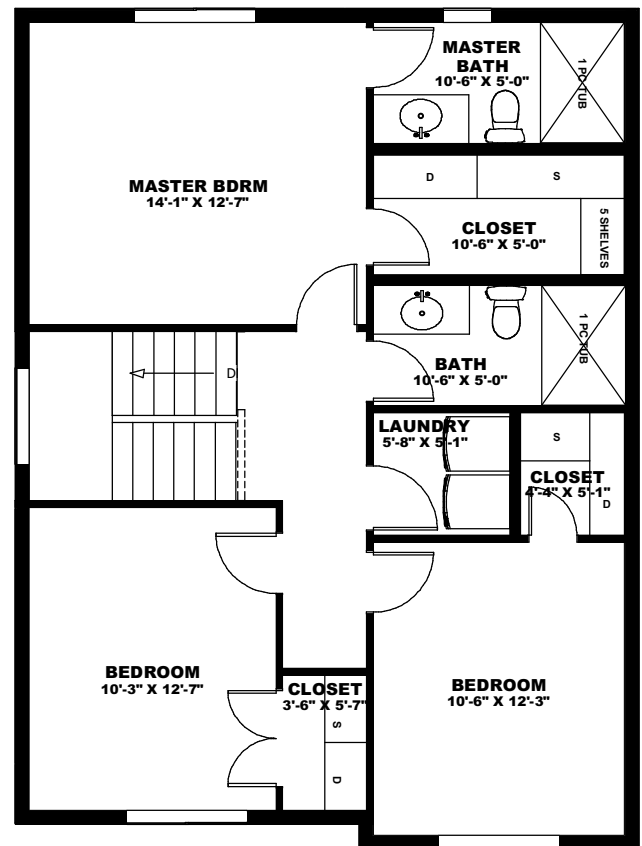 MASTER
BATH
10'-6" X 5'-0"
1 PC TUB
MASTER BDRM
14'-1" X 12'-7"
D
S
CLOSET
10'-6" X 5'-0"
5 SHELVES
BATH
10'-6" X 5'-0"
1 PC TUB
D
LAUNDRY
5'-8" X 5'-1"
S
CLOSET
4'-4" X 5'-1"
D
BEDROOM
10'-3" X 12'-7"
CLOSET
3'-6" X 5'-7"
S
D
BEDROOM
10'-6" X 12'-3"